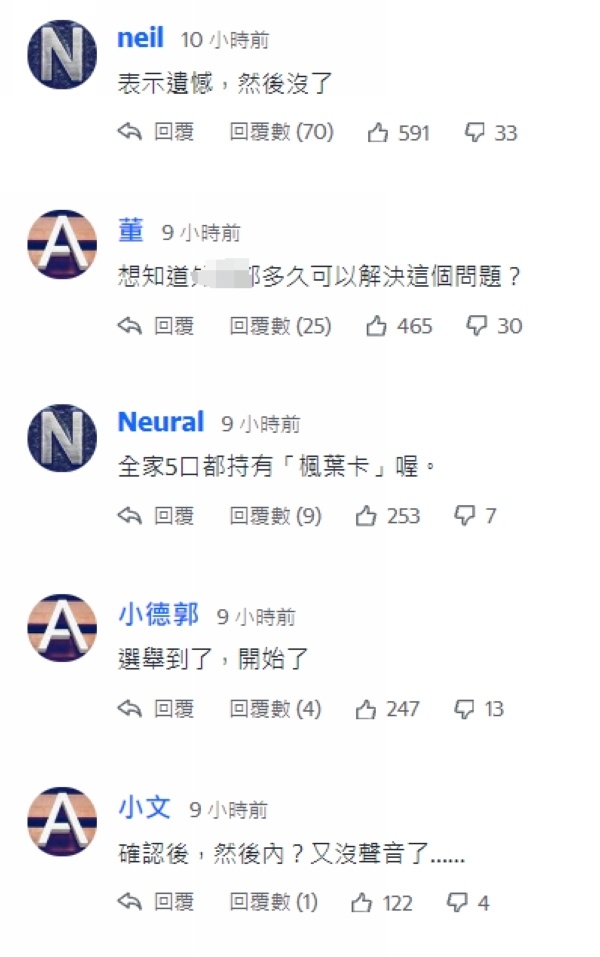 N
neil 10 小時前
表示遺憾，然後沒了
回覆 回覆數 (70) 591 33
A
董 9 小時前
想知道 多久可以解決這個問題？
回覆 回覆數 (25) 465 30
N
Neural 9 小時前
全家5口都持有「楓葉卡」喔。
回覆 回覆數 (9) 253 7
A
小德郭 9 小時前
選舉到了，開始了
回覆 回覆數 (4) 247 13
A
小文 9 小時前
確認後，然後內？又沒聲音了......
回覆 回覆數 (1) 122 4